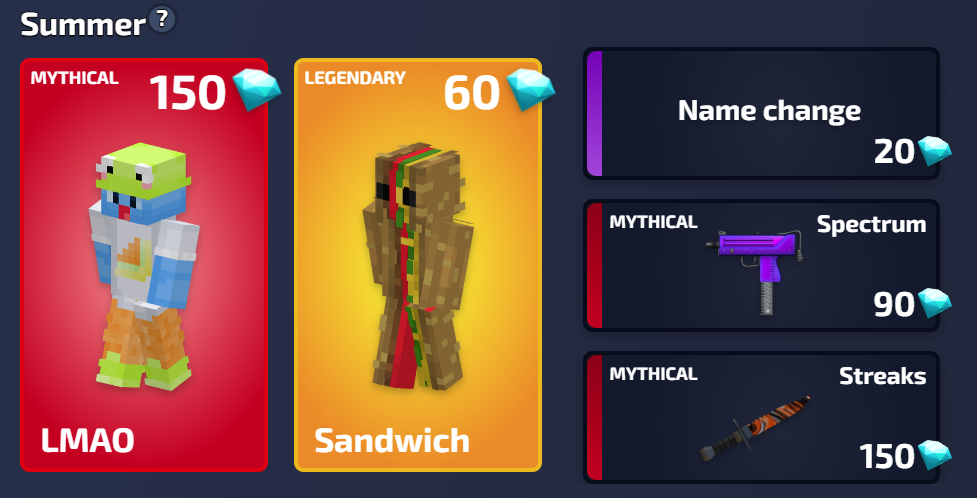 Summer ?
MYTHICAL
150
LMAO
LEGENDARY
60
Sandwich
Name change
20
MYTHICAL
Spectrum
90
MYTHICAL
Streaks
150